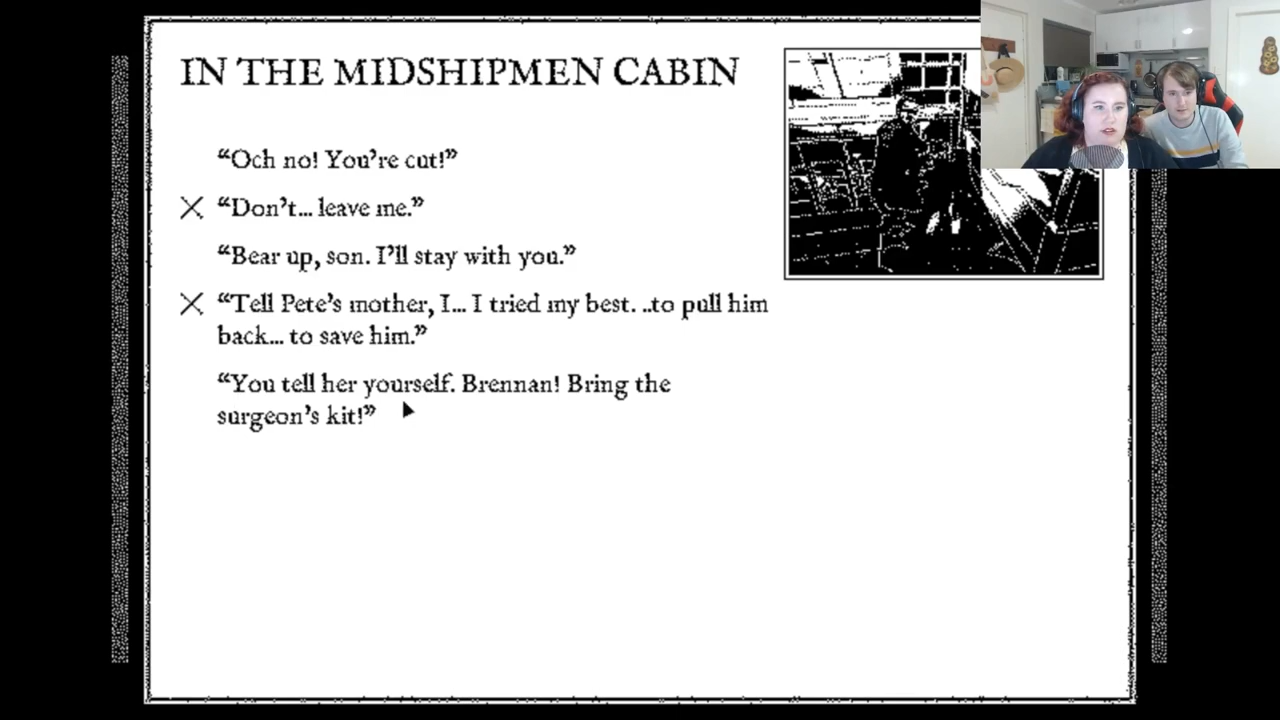 IN THE MIDSHIPMEN CABIN
“Och no! You’re cut!”
“Don’t... leave me.”
“Bear up, son. I’ll stay with you.”
“Tell Pete’s mother, I... I tried my best. ..to pull him
back... to save him.”
“You tell her yourself. Brennan! Bring the
surgeon’s kit!”